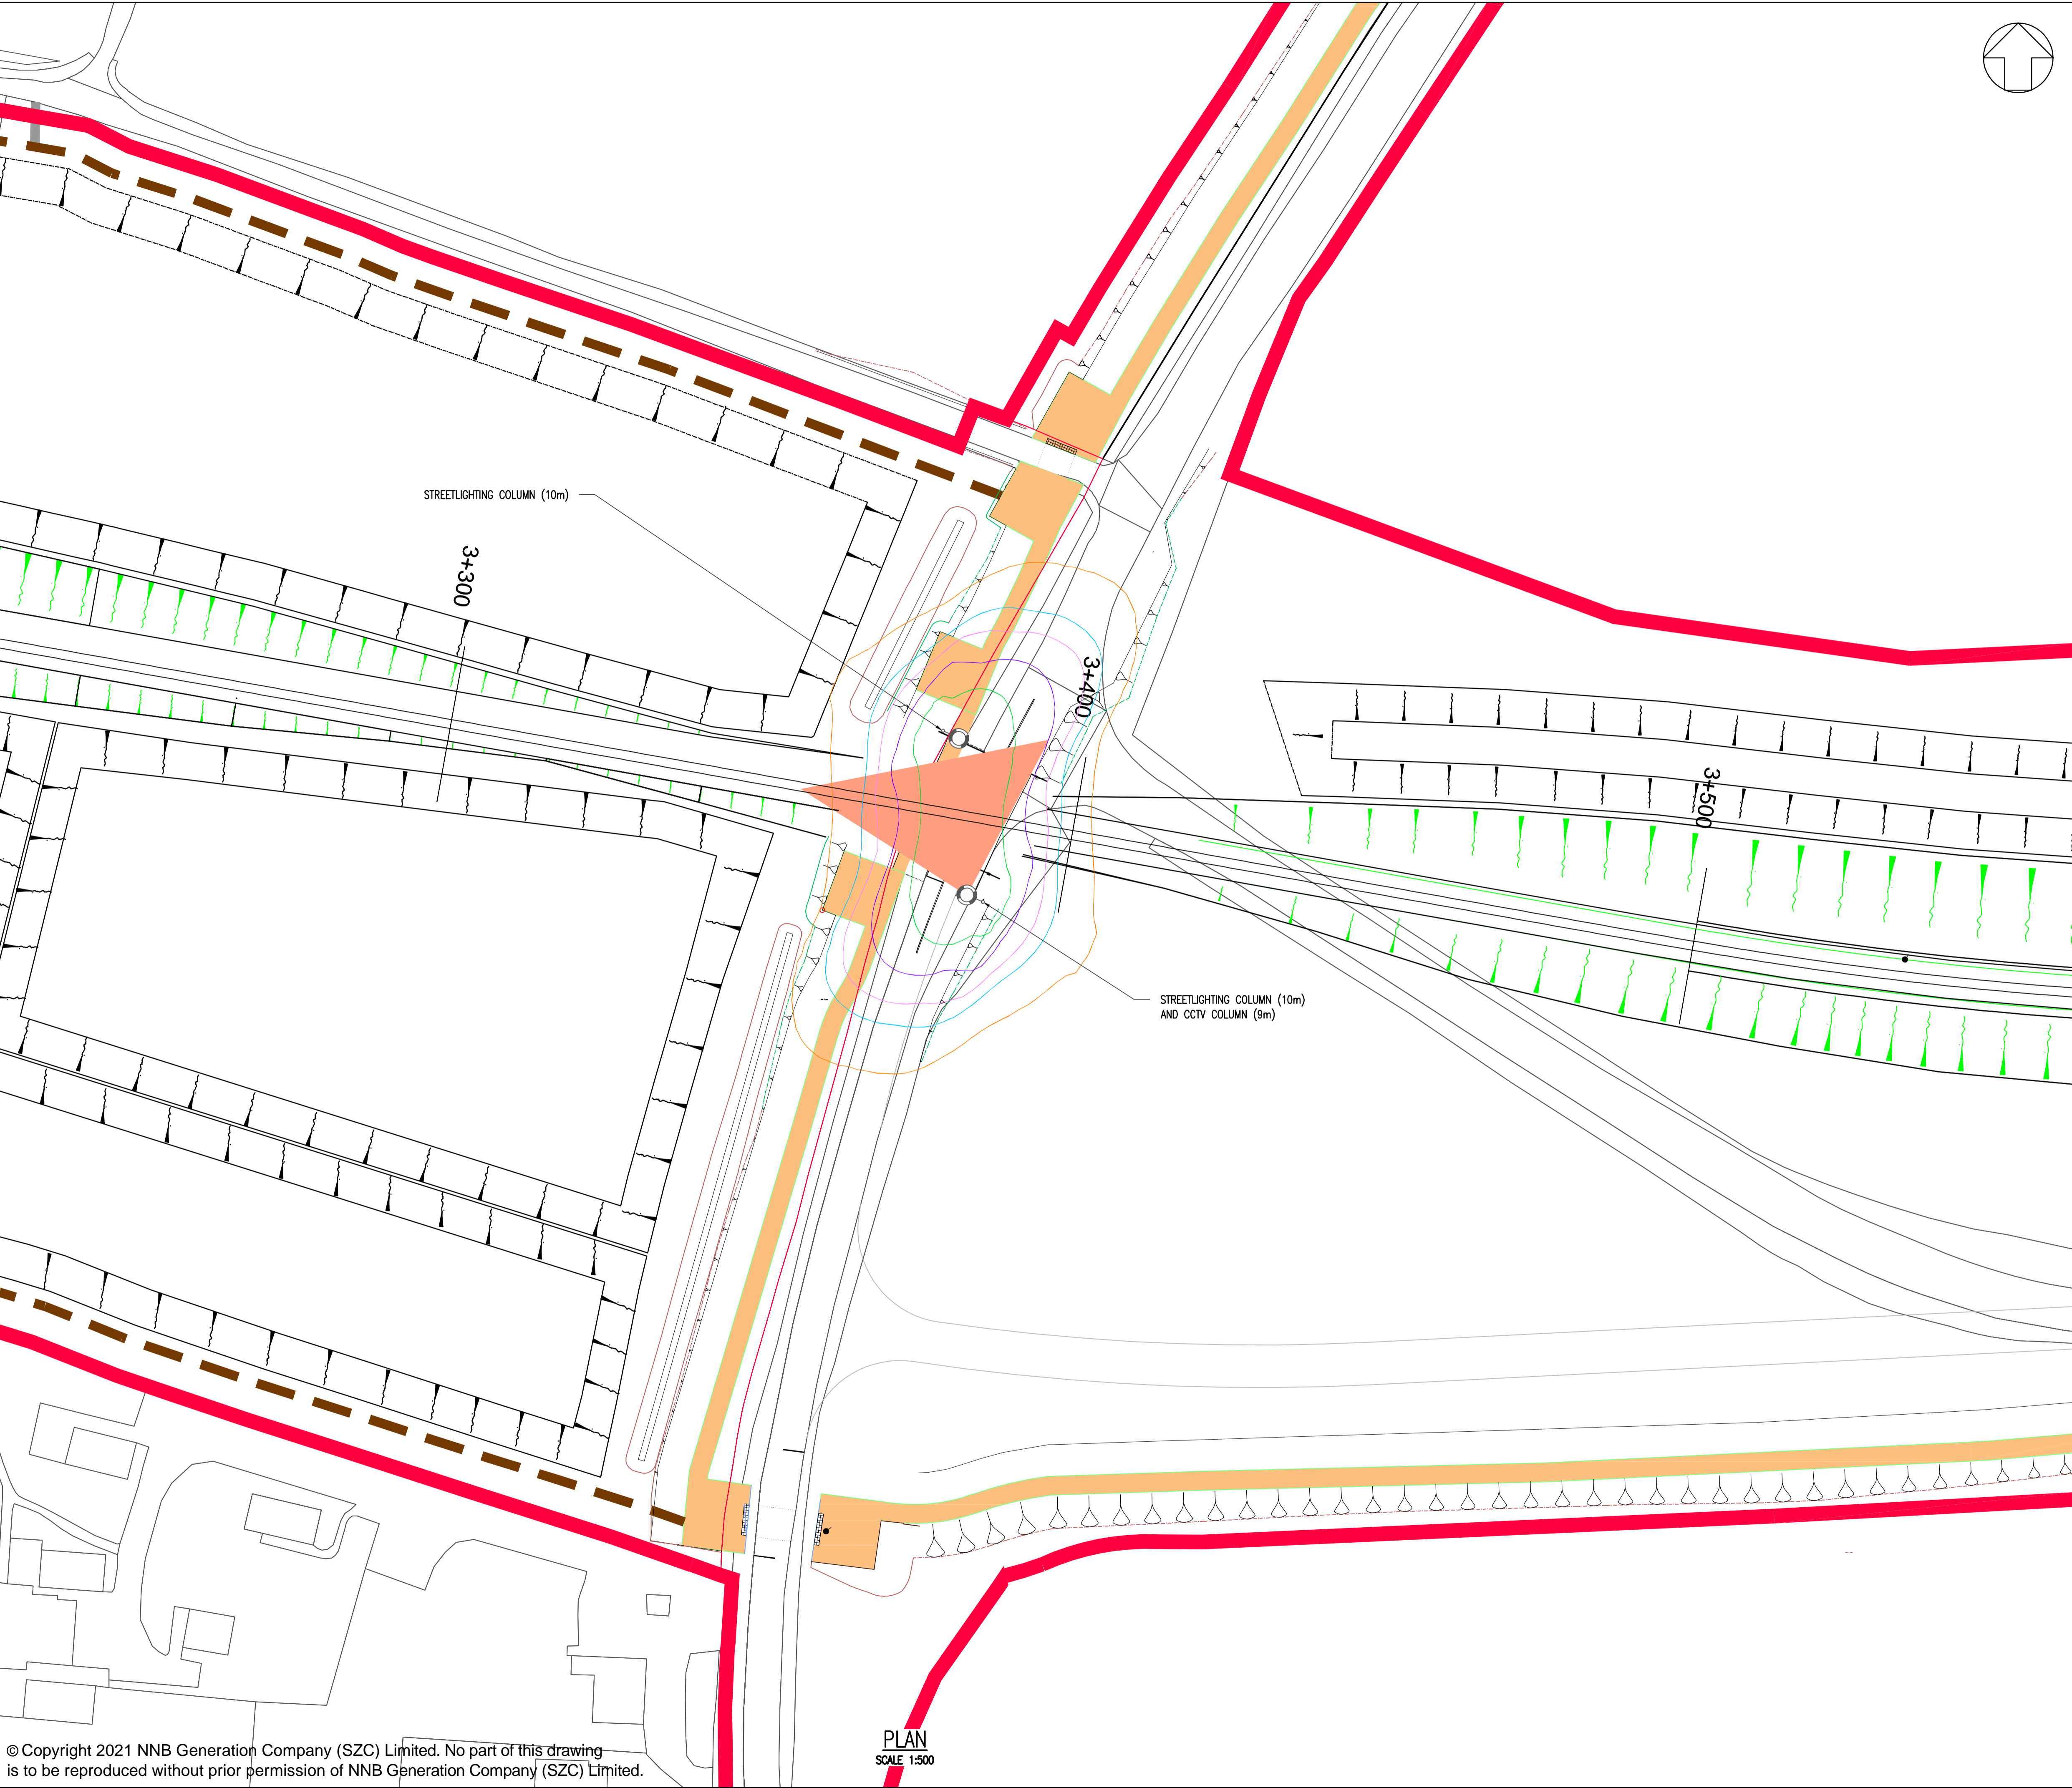 STREETLIGHTING COLUMN (10m)
3+300
3+400
3+500
STREETLIGHTING COLUMN (10m)
AND CCTV COLUMN (9m)
PLAN
SCALE 1:500
© Copyright 2021 NNB Generation Company (SZC) Limited. No part of this drawing
is to be reproduced without prior permission of NNB Generation Company (SZC) Limited.